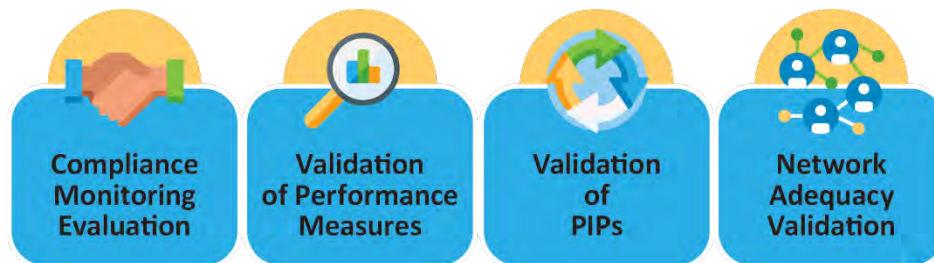 Compliance
Monitoring
Evaluation
Validation
of Performance
Measures
Validation
of
PIPs
Network
Adequacy
Validation